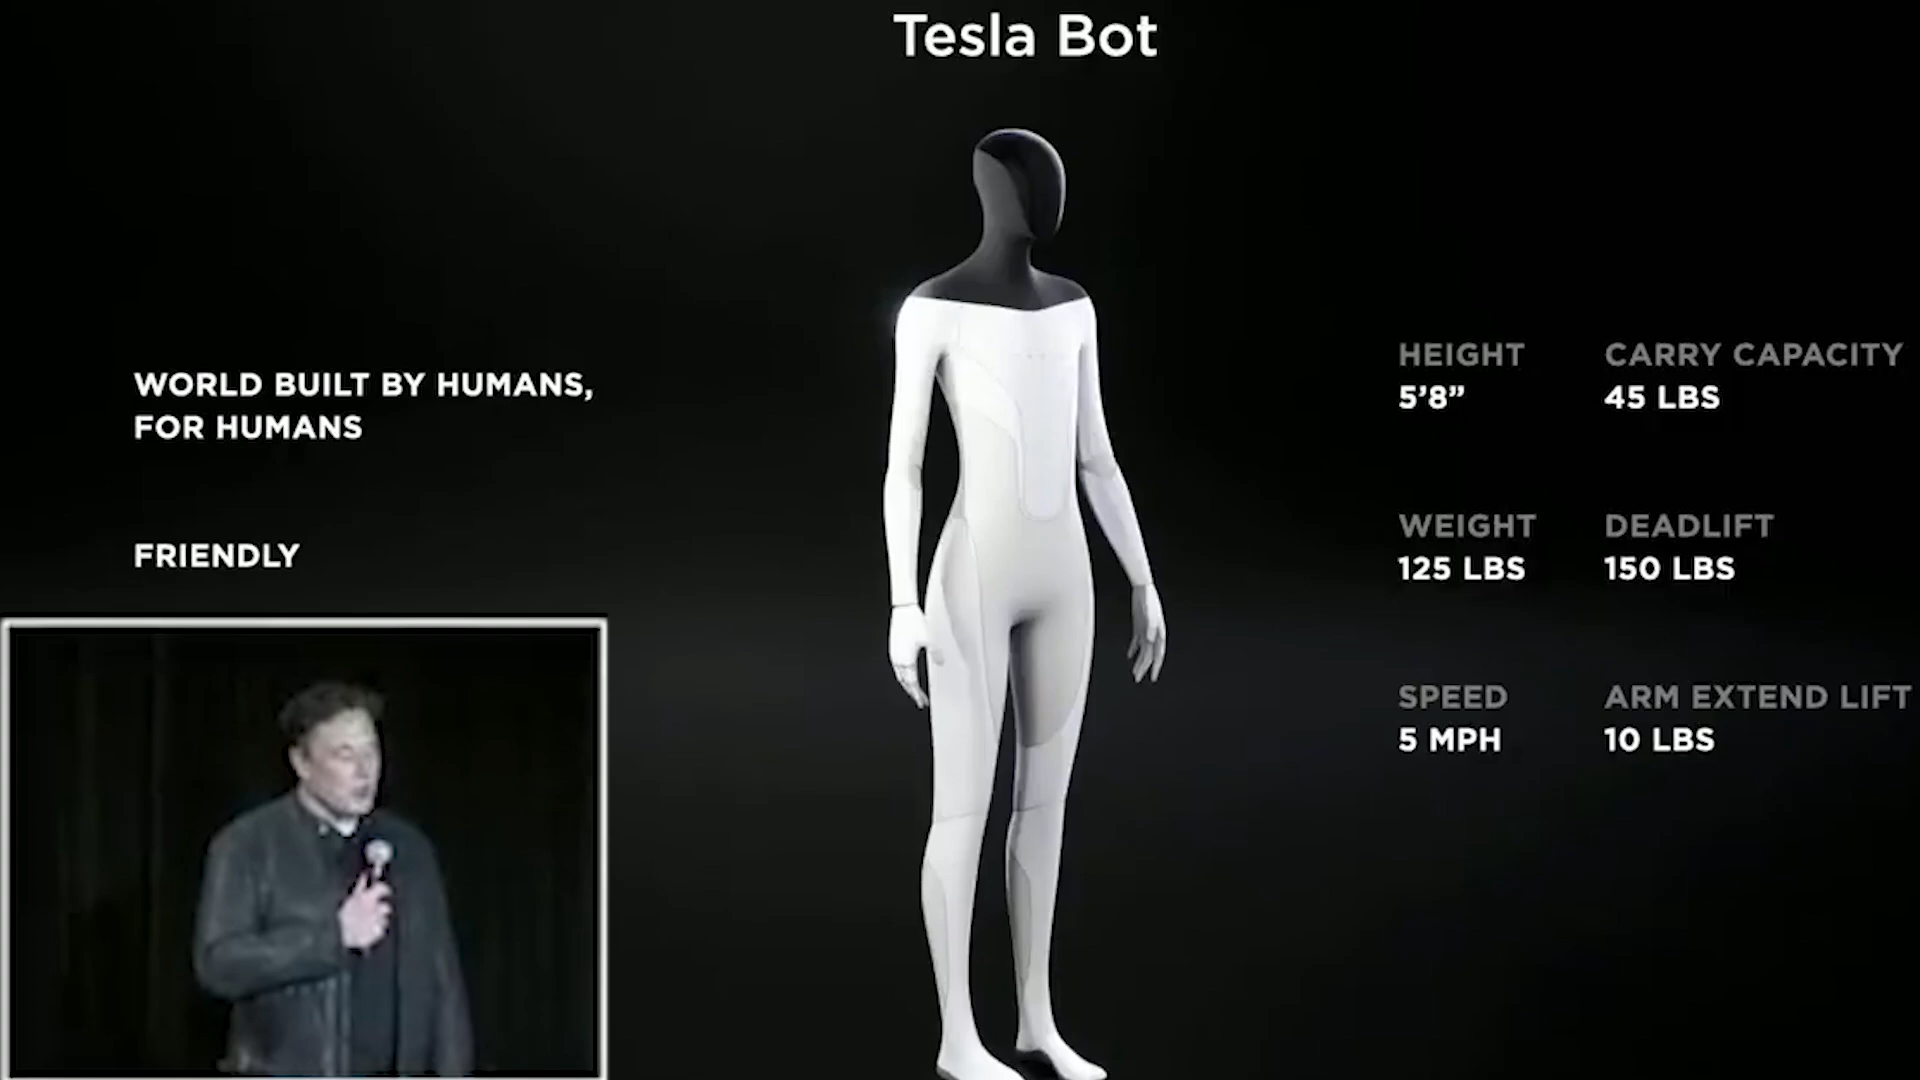 Tesla Bot
WORLD BUILT BY HUMANS,
FOR HUMANS
FRIENDLY
HEIGHT
5’8”
CARRY CAPACITY
45 LBS
WEIGHT
125 LBS
DEADLIFT
150 LBS
SPEED
5 MPH
ARM EXTEND LIFT
10 LBS